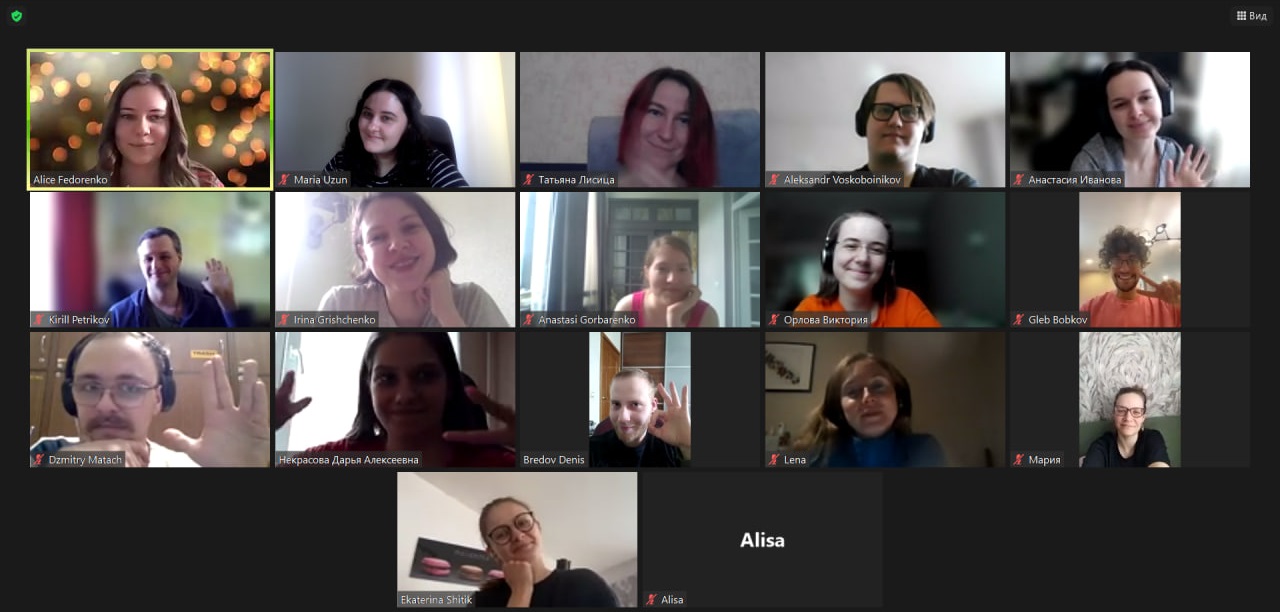 Вид
Alice Fedorenko
Maria Uzun
Татьяна Лисица
Aleksandr Voskoboinikov
Анастасия Иванова
Kirill Petrikov
Irina Grishchenko
Anastasi Gorbarenko
Орлова Виктория
Gleb Bobkov
Dzmitry Matach
Некрасова Дарья Алексеевна
Bredov Denis
Lena
Мария
Ekaterina Shitik
Alisa
Alisa